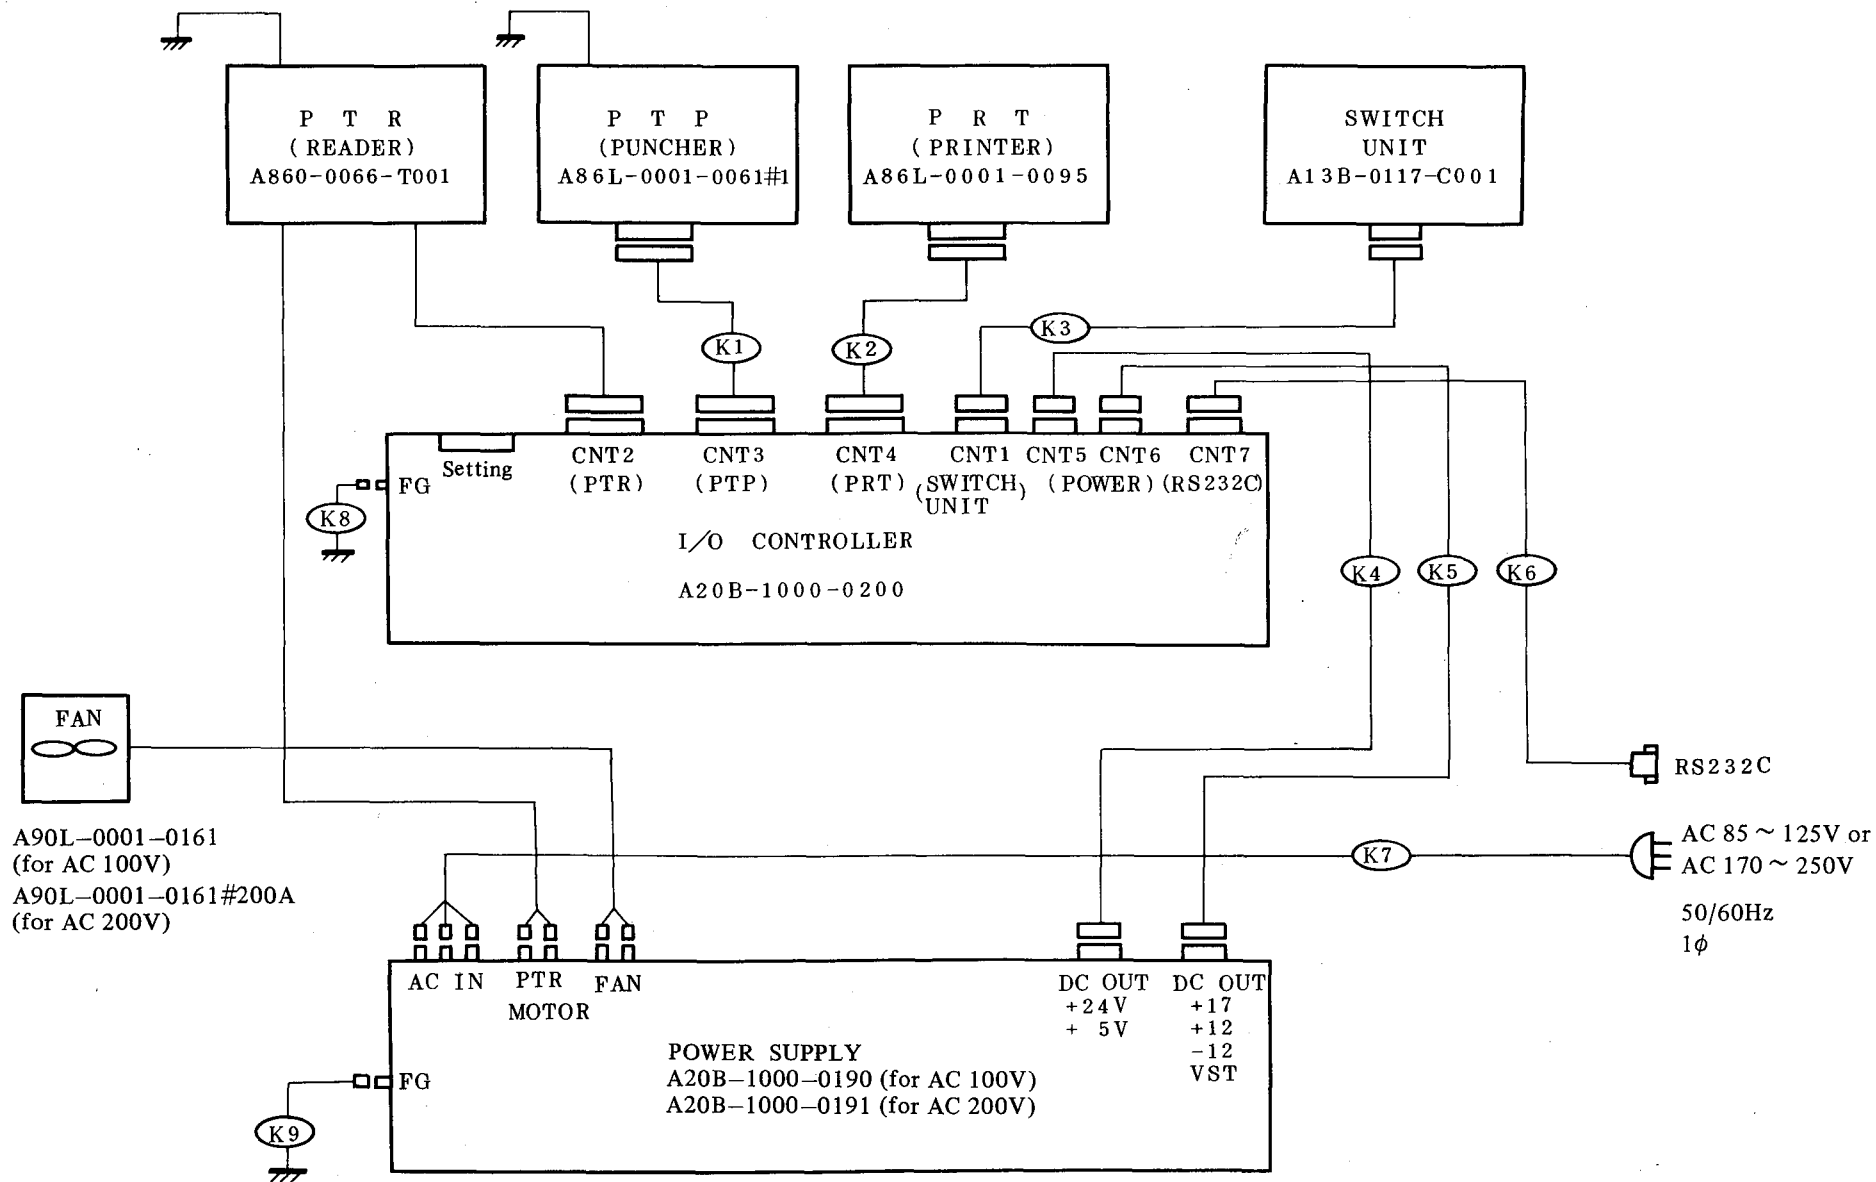 P T R
(READER)
A860-0066-T001
P T P
(PUNCHER)
A86L-0001-0061#1
P R T
(PRINTER)
A86L-0001-0095
SWITCH
UNIT
A13B-0117-C001
K1
K2
K3
Setting
CNT2
(PTR)
CNT3
(PTP)
CNT4
(PRT)
CNT1
(SWITCH
UNIT)
CNT5 CNT6
(POWER)
CNT7
(RS232C)
FG
K8
I/O CONTROLLER
A20B-1000-0200
K4
K5
K6
FAN
A90L-0001-0161
(for AC 100V)
A90L-0001-0161#200A
(for AC 200V)
RS232C
K7
AC 85 ~ 125V or
AC 170 ~ 250V
50/60Hz
1ϕ
AC IN
PTR
MOTOR
FAN
DC OUT
+24V
+ 5V
DC OUT
+17
+12
-12
VST
FG
K9
POWER SUPPLY
A20B-1000-0190 (for AC 100V)
A20B-1000-0191 (for AC 200V)